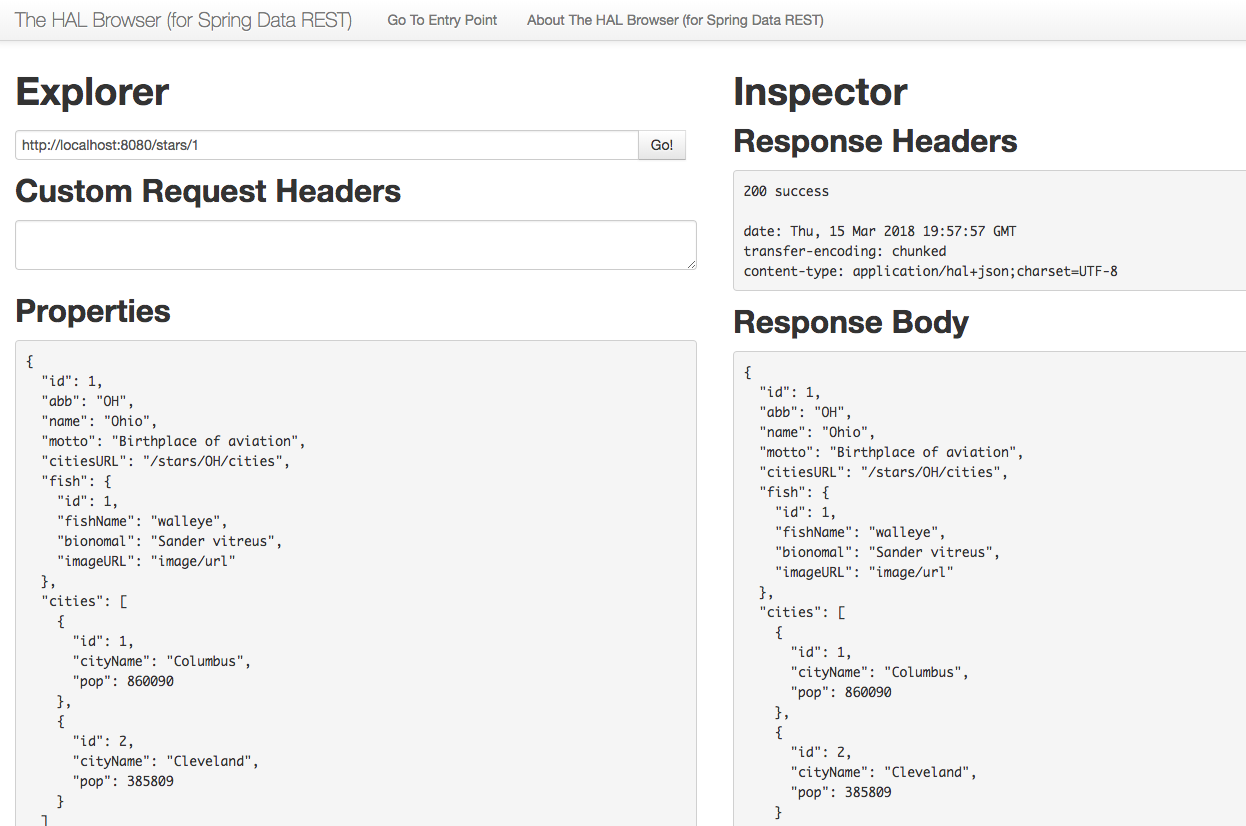 The HAL Browser (for Spring Data REST) Go To Entry Point About The HAL Browser (for Spring Data REST)
Explorer
http://localhost:8080/stars/1 Go!
Custom Request Headers
Properties
{
  "id": 1,
  "abb": "OH",
  "name": "Ohio",
  "motto": "Birthplace of aviation",
  "citiesURL": "/stars/OH/cities",
  "fish": {
    "id": 1,
    "fishName": "walleye",
    "bionomal": "Sander vitreus",
    "imageURL": "image/url"
  },
  "cities": [
    {
      "id": 1,
      "cityName": "Columbus",
      "pop": 860090
    },
    {
      "id": 2,
      "cityName": "Cleveland",
      "pop": 385809
    }
  ]
Inspector
Response Headers
200 success
date: Thu, 15 Mar 2018 19:57:57 GMT
transfer-encoding: chunked
content-type: application/hal+json;charset=UTF-8
Response Body
{
  "id": 1,
  "abb": "OH",
  "name": "Ohio",
  "motto": "Birthplace of aviation",
  "citiesURL": "/stars/OH/cities",
  "fish": {
    "id": 1,
    "fishName": "walleye",
    "bionomal": "Sander vitreus",
    "imageURL": "image/url"
  },
  "cities": [
    {
      "id": 1,
      "cityName": "Columbus",
      "pop": 860090
    },
    {
      "id": 2,
      "cityName": "Cleveland",
      "pop": 385809
    }